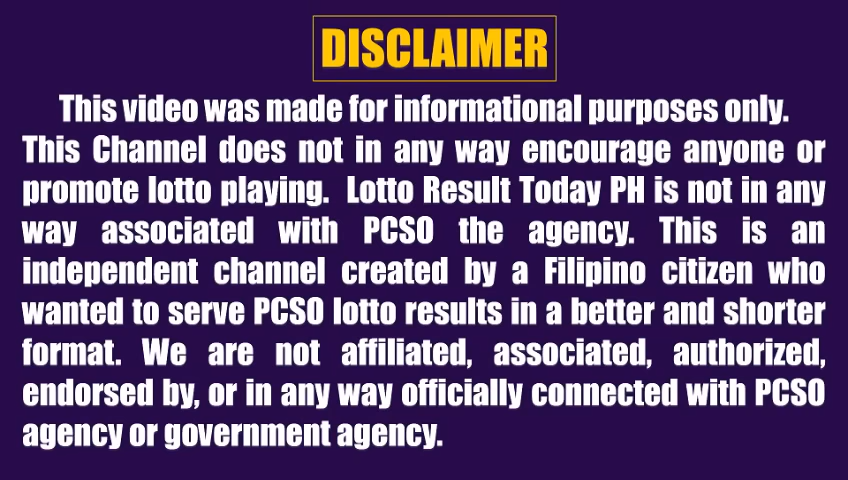 DISCLAIMER
This video was made for informational purposes only.
This Channel does not in any way encourage anyone or
promote lotto playing. Lotto Result Today PH is not in any
way associated with PCSO the agency. This is an
independent channel created by a Filipino citizen who
wanted to serve PCSO lotto results in a better and shorter
format. We are not affiliated, associated, authorized,
endorsed by, or in any way officially connected with PCSO
agency or government agency.